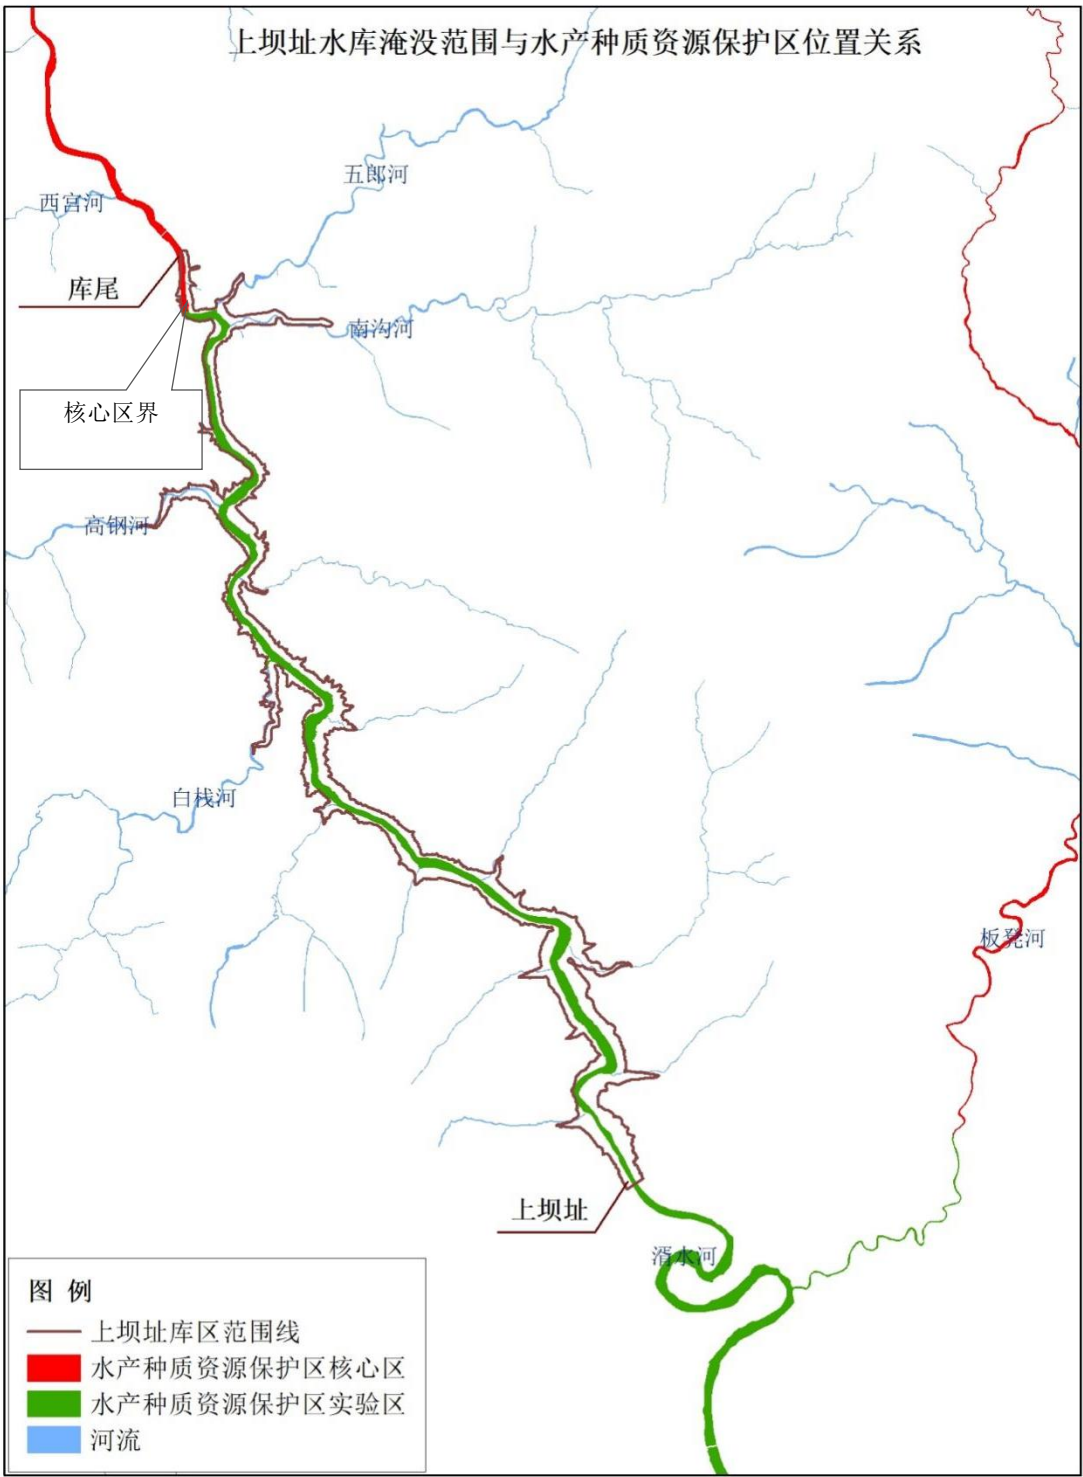 上坝址水库淹没范围与水产种质资源保护区位置关系
五郎河
西宫河
库尾
南沟河
核心区界
高钢河
白栈河
板凳河
上坝址
湑水河
图 例
上坝址库区范围线
水产种质资源保护区核心区
水产种质资源保护区实验区
河流